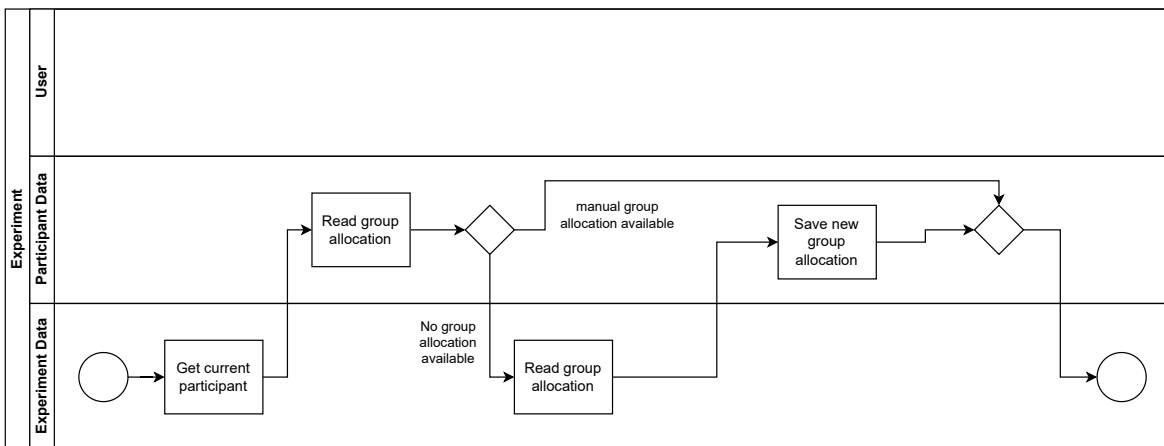 Experiment
User
Participant Data
Experiment Data
Read group
allocation
manual group
allocation available
Save new
group
allocation
No group
allocation
available
Get current
participant
Read group
allocation